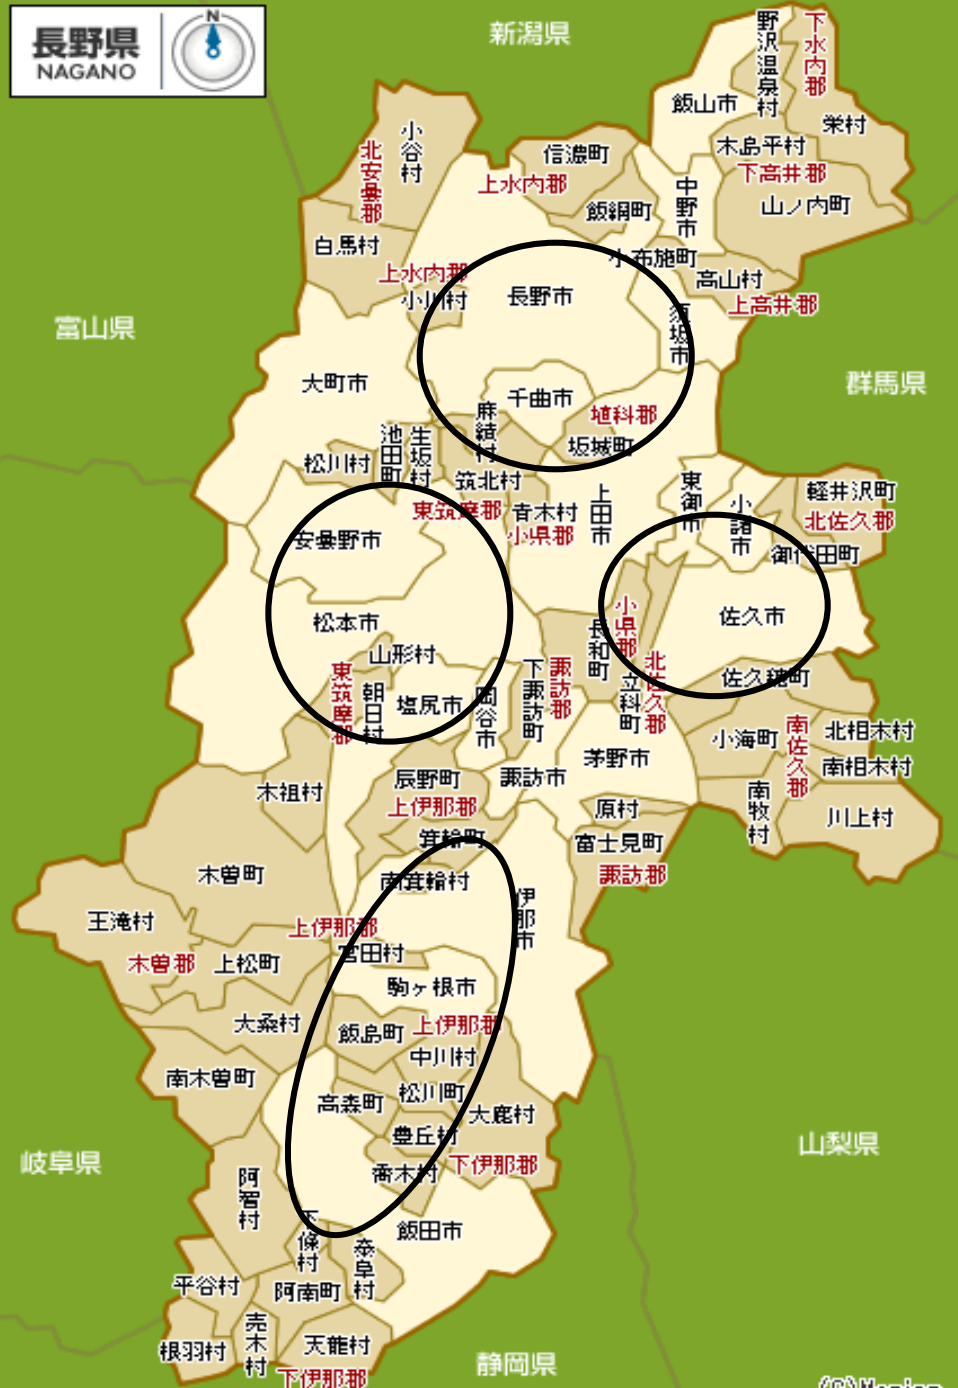 長野県
NAGANO
N
新潟県
野沢温泉村
下水内郡
飯山市
栄村
小谷村
北安曇郡
信濃町
木島平村
下高井郡
上水内郡
中野市
飯綱町
山ノ内町
白馬村
小布施町
上水内郡
高山村
小川村
長野市
上高井郡
須坂市
富山県
大町市
群馬県
千曲市
麻績村
埴科郡
坂城町
池田町
生坂村
松川村
筑北村
東御市
軽井沢町
上田市
小諸市
東筑摩郡
青木村
北佐久郡
小県郡
安曇野市
御代田町
佐久市
松本市
小県郡
長和町
山形村
北佐久郡
東筑摩郡
朝日村
塩尻市
岡谷市
下諏訪町
諏訪郡
立科町
佐久穂町
小海町
南佐久郡
北相木村
茅野市
南相木村
辰野町
諏訪市
木祖村
上伊那郡
原村
南牧村
川上村
箕輪町
富士見町
木曽町
南箕輪村
諏訪郡
伊那市
王滝村
上伊那郡
宮田村
木曽郡
上松町
駒ヶ根市
大桑村
飯島町
上伊那郡
中川村
南木曽町
高森町
松川町
大鹿村
豊丘村
山梨県
岐阜県
喬木村
下伊那郡
阿智村
下條村
飯田市
泰阜村
平谷村
阿南町
売木村
根羽村
天龍村
静岡県
下伊那郡